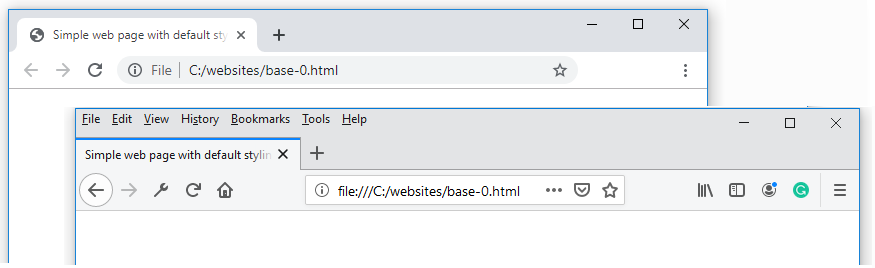 Simple web page with default sty
File C:/websites/base-0.html
File Edit View History Bookmarks Tools Help
Simple web page with default stylin
file:///C:/websites/base-0.html